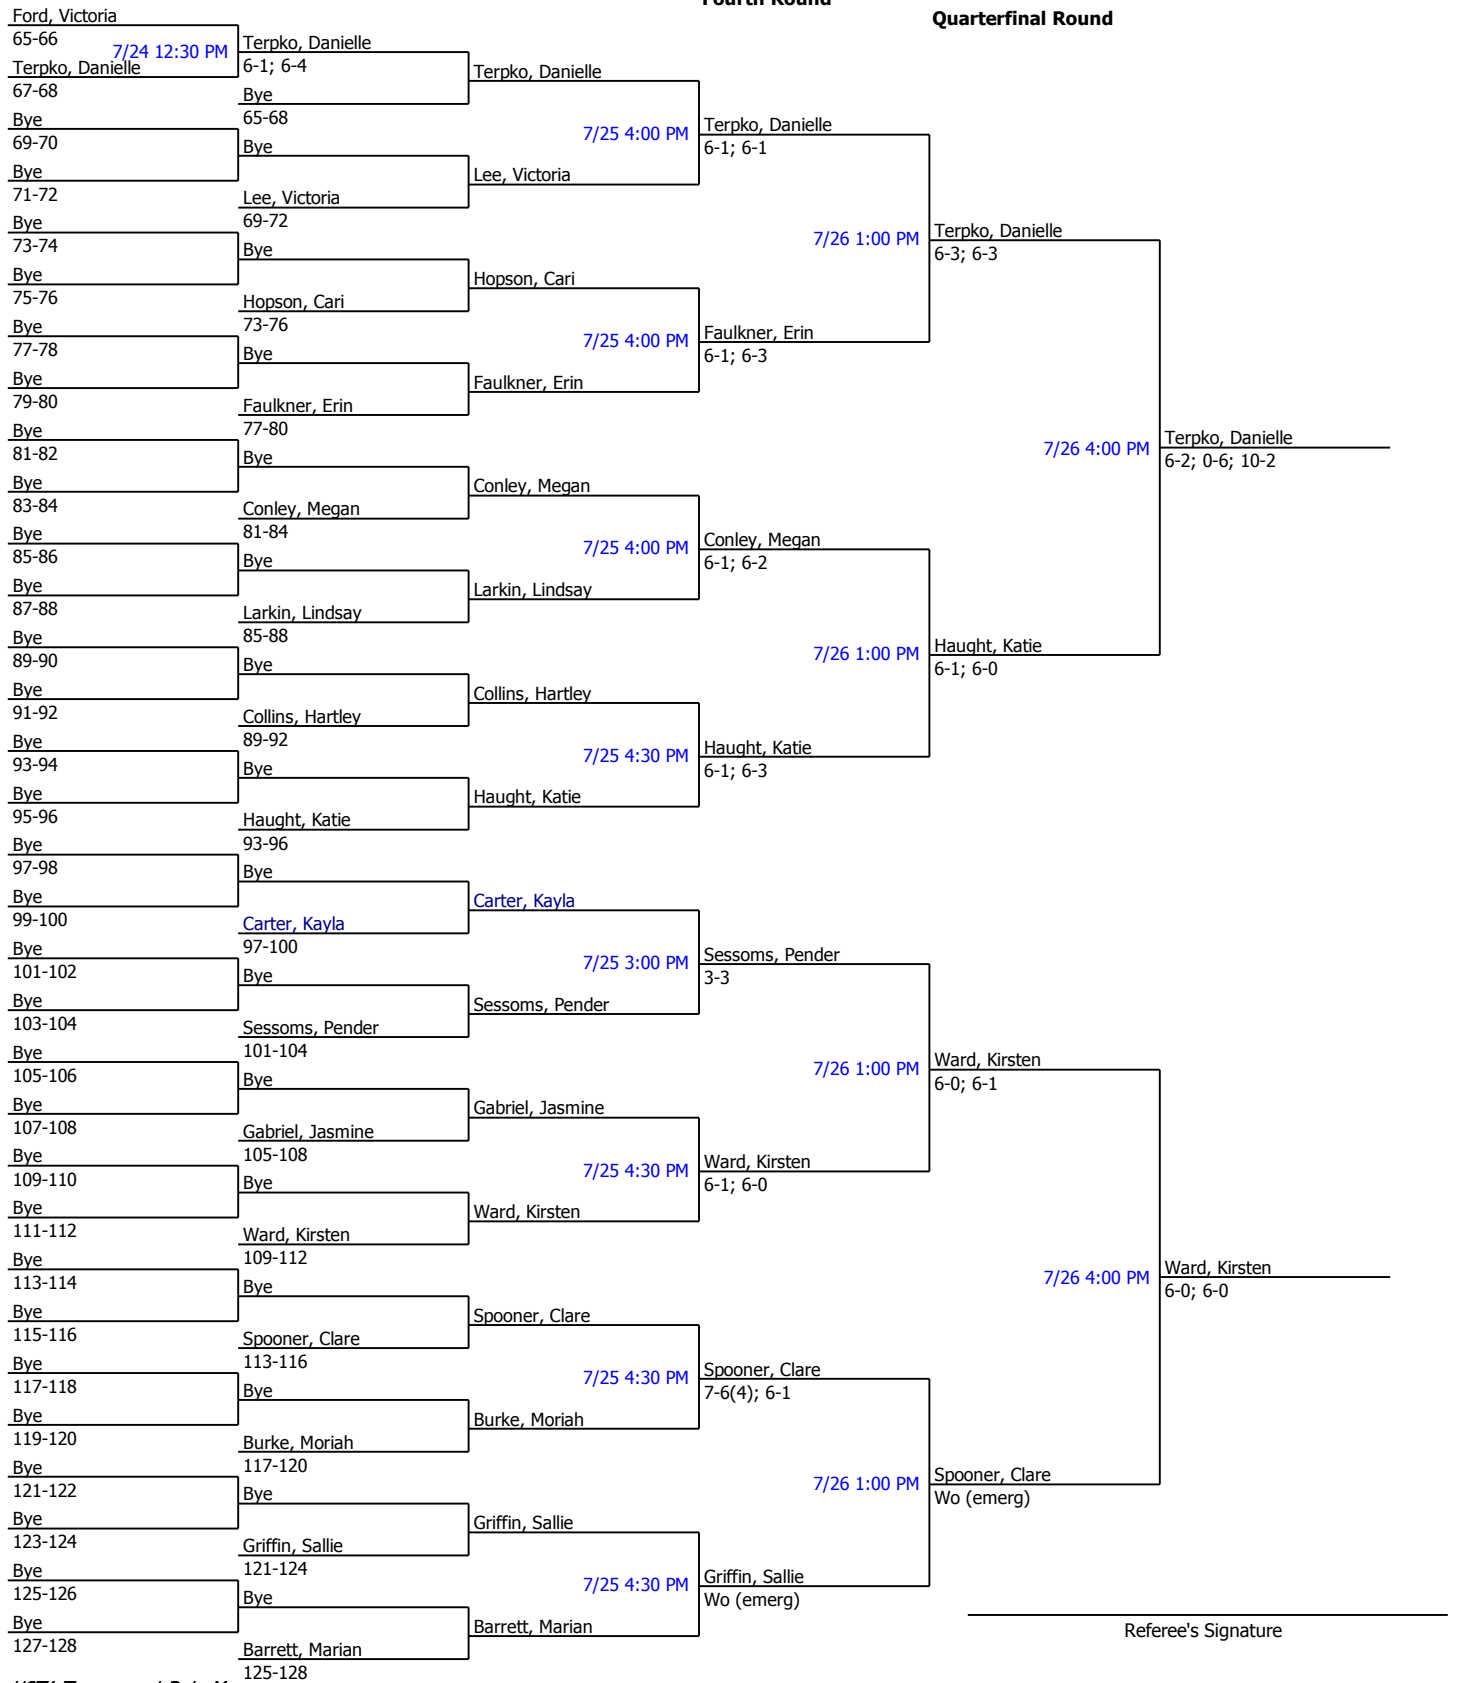 Fourth Round
Quarterfinal Round
Ford, Victoria
65-66
7/24 12:30 PM
Terpko, Danielle
67-68
Bye
69-70
Bye
71-72
Bye
73-74
Bye
75-76
Bye
77-78
Bye
79-80
Bye
81-82
Bye
83-84
Bye
85-86
Bye
87-88
Bye
89-90
Bye
91-92
Bye
93-94
Bye
95-96
Bye
97-98
Bye
99-100
Bye
101-102
Bye
103-104
Bye
105-106
Bye
107-108
Bye
109-110
Bye
111-112
Bye
113-114
Bye
115-116
Bye
117-118
Bye
119-120
Bye
121-122
Bye
123-124
Bye
125-126
Bye
127-128
Terpko, Danielle
6-1; 6-4
Bye
65-68
Bye
Lee, Victoria
69-72
Bye
Hopson, Cari
73-76
Bye
Faulkner, Erin
77-80
Bye
Conley, Megan
81-84
Bye
Larkin, Lindsay
85-88
Bye
Collins, Hartley
89-92
Bye
Haught, Katie
93-96
Bye
Carter, Kayla
97-100
Bye
Sessoms, Pender
101-104
Bye
Gabriel, Jasmine
105-108
Bye
Ward, Kirsten
109-112
Bye
Spooner, Clare
113-116
Bye
Burke, Moriah
117-120
Bye
Griffin, Sallie
121-124
Bye
Barrett, Marian
125-128
Terpko, Danielle
7/25 4:00 PM
Lee, Victoria
Hopson, Cari
7/25 4:00 PM
Faulkner, Erin
Conley, Megan
7/25 4:00 PM
Larkin, Lindsay
Collins, Hartley
7/25 4:30 PM
Haught, Katie
Carter, Kayla
7/25 3:00 PM
Sessoms, Pender
Gabriel, Jasmine
7/25 4:30 PM
Ward, Kirsten
Spooner, Clare
7/25 4:30 PM
Burke, Moriah
Griffin, Sallie
7/25 4:30 PM
Barrett, Marian
Terpko, Danielle
6-1; 6-1
7/26 1:00 PM
Faulkner, Erin
6-1; 6-3
Conley, Megan
6-1; 6-2
7/26 1:00 PM
Haught, Katie
6-1; 6-3
Sessoms, Pender
3-3
7/26 1:00 PM
Ward, Kirsten
6-1; 6-0
Spooner, Clare
7-6(4); 6-1
7/26 1:00 PM
Griffin, Sallie
Wo (emerg)
Terpko, Danielle
6-3; 6-3
7/26 4:00 PM
Haught, Katie
6-1; 6-0
Ward, Kirsten
6-0; 6-1
7/26 4:00 PM
Spooner, Clare
Wo (emerg)
Terpko, Danielle
6-2; 0-6; 10-2
Ward, Kirsten
6-0; 6-0
Referee's Signature